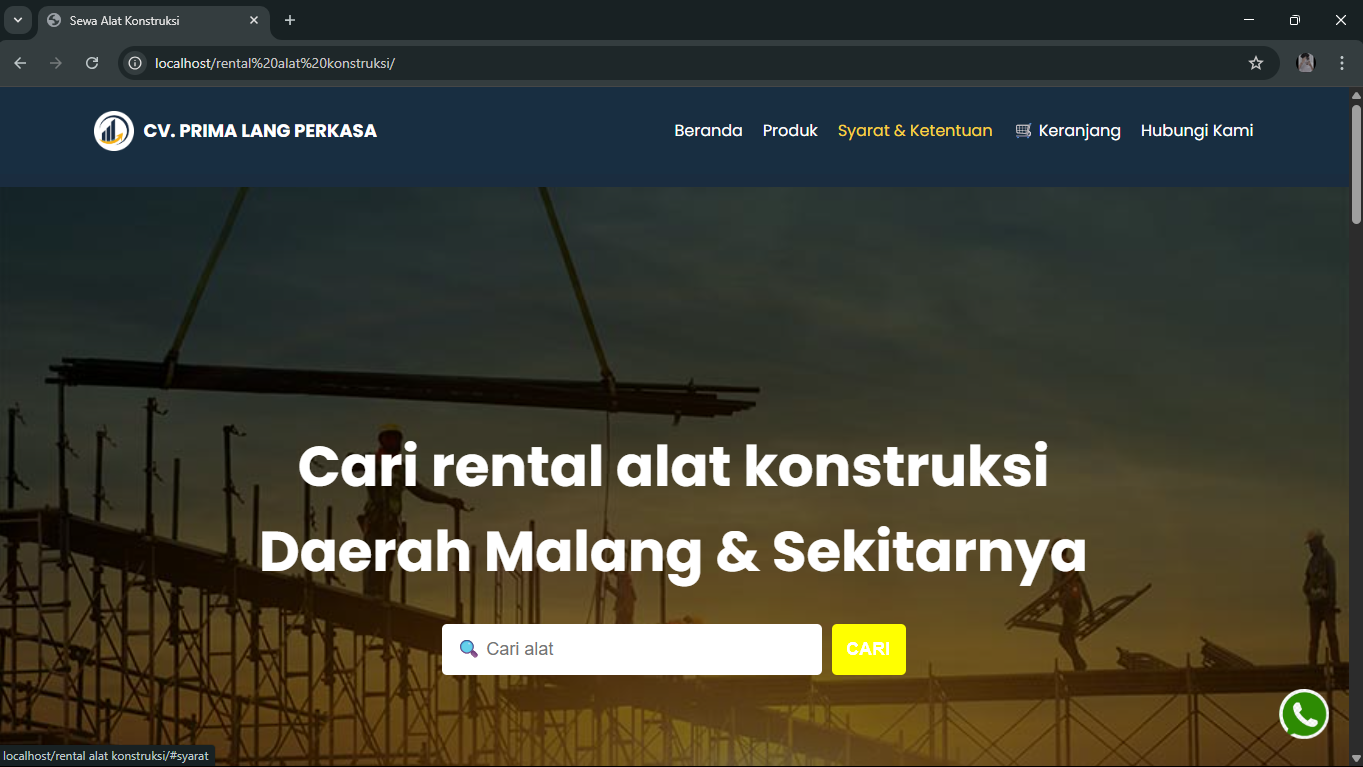 Sewa Alat Konstruksi
localhost/rental%20alat%20konstruksi/
CV. PRIMA LANG PERKASA
Beranda Produk Syarat & Ketentuan Keranjang Hubungi Kami
Cari rental alat konstruksi
Daerah Malang & Sekitarnya
Cari alat CARI
localhost/rental alat konstruksi/#syarat